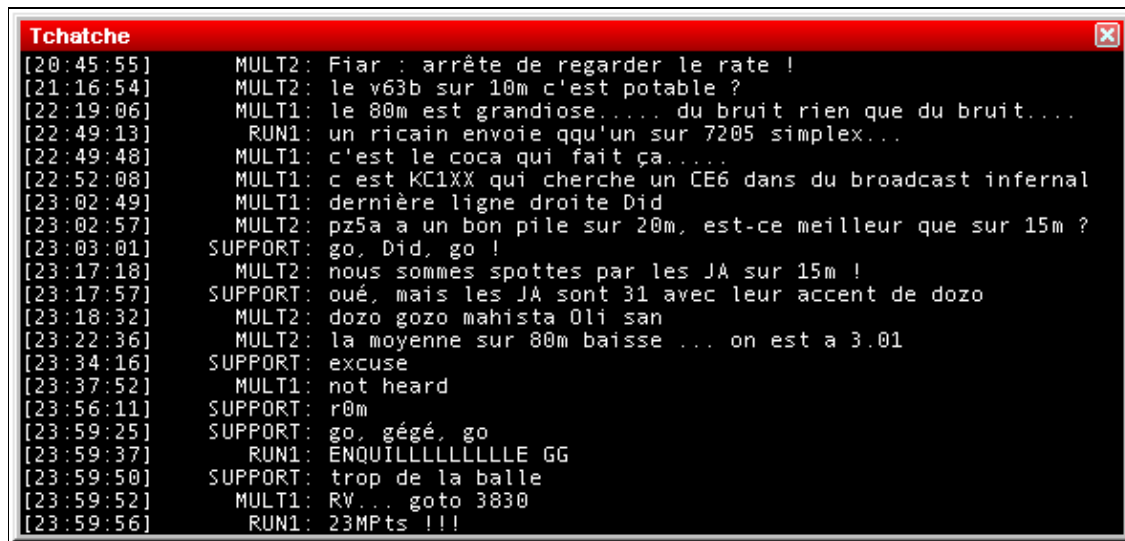 Tchatche
[20:45:55] MULT2: Fiar : arrête de regarder le rate !
[21:16:54] MULT2: le v63b sur 10m c'est potable ?
[22:19:06] MULT1: le 80m est grandiose..... du bruit rien que du bruit....
[22:49:13] RUN1: un ricain envoie qqu'un sur 7205 simplex...
[22:49:48] MULT1: c'est le coca qui fait ça.....
[22:52:08] MULT1: c est KC1XX qui cherche un CE6 dans du broadcast infernal
[23:02:49] MULT1: dernière ligne droite Did
[23:02:57] MULT2: pz5a a un bon pile sur 20m, est-ce meilleur que sur 15m ?
[23:03:01] SUPPORT: go, Did, go !
[23:17:18] MULT2: nous sommes spottes par les JA sur 15m !
[23:17:57] SUPPORT: oué, mais les JA sont 31 avec leur accent de dozo
[23:18:32] MULT2: dozo gozo mahista Oli san
[23:22:36] MULT2: la moyenne sur 80m baisse ... on est a 3.01
[23:34:16] SUPPORT: excuse
[23:37:52] MULT1: not heard
[23:56:11] SUPPORT: r0m
[23:59:25] SUPPORT: go, gégé, go
[23:59:37] RUN1: ENQUILLLLLLLLLE GG
[23:59:50] SUPPORT: trop de la balle
[23:59:52] MULT1: RV... goto 3830
[23:59:56] RUN1: 23MPts !!!